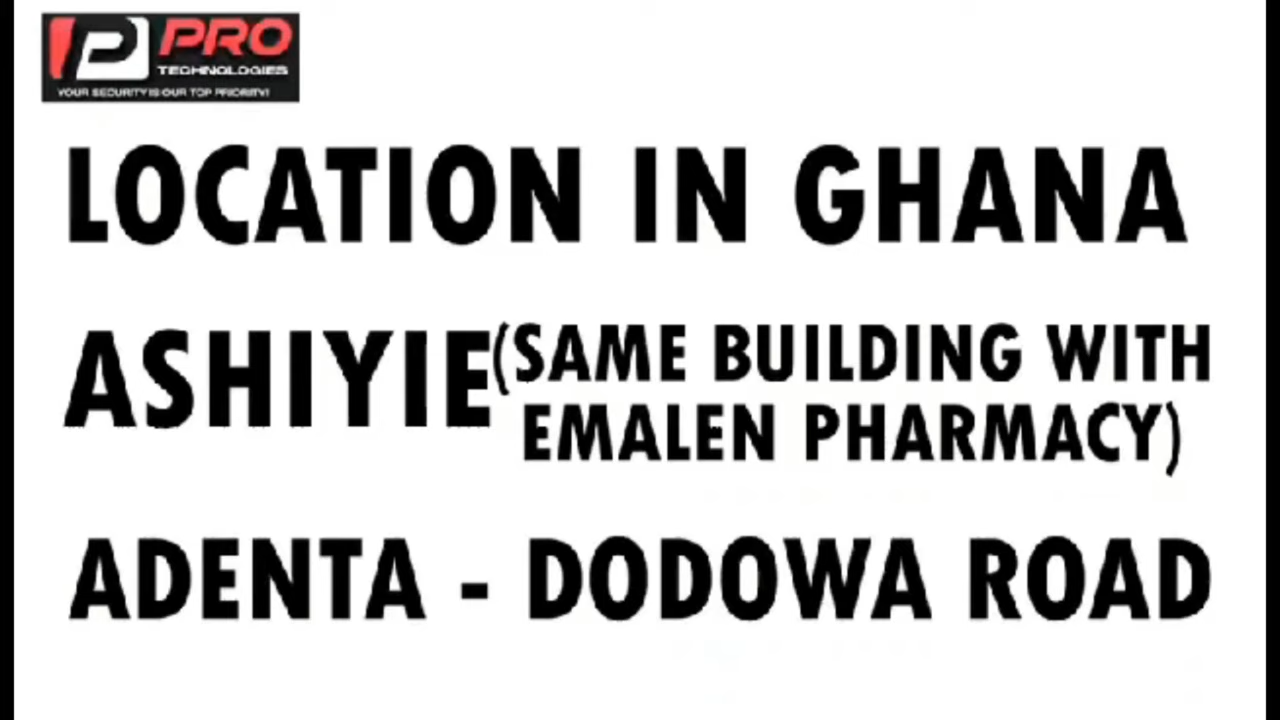 PRO
TECHNOLOGIES
YOUR SECURITY IS OUR TOP PRIORITY!
LOCATION IN GHANA
ASHIYIE (SAME BUILDING WITH
EMALEN PHARMACY)
ADENTA - DODOWA ROAD